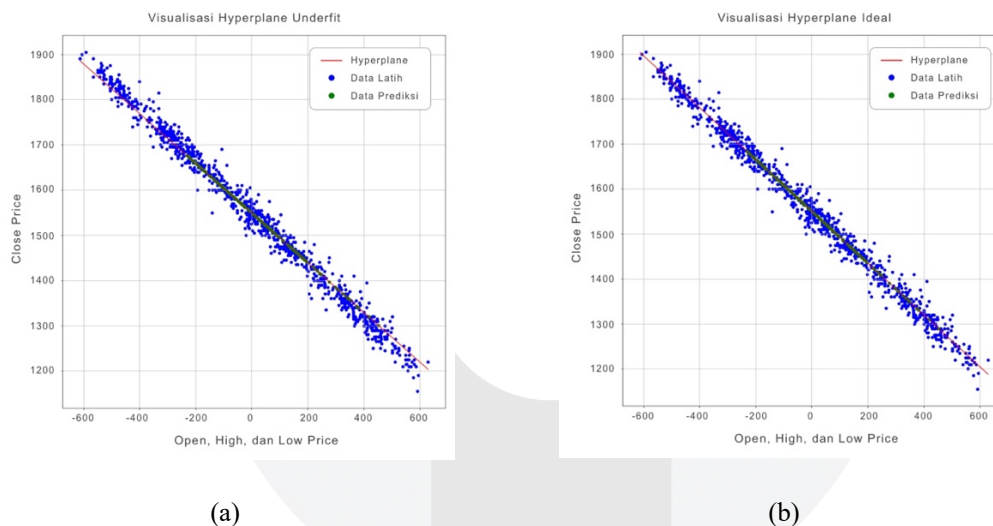 Visualisasi Hyperplane Underfit
1900
1800
1700
1600
1500
1400
1300
1200
Close Price
Hyperplane
Data Latih
Data Prediksi
-600 -400 -200 0 200 400 600
Open, High, dan Low Price
(a)
Visualisasi Hyperplane Ideal
1900
1800
1700
1600
1500
1400
1300
1200
Close Price
Hyperplane
Data Latih
Data Prediksi
-600 -400 -200 0 200 400 600
Open, High, dan Low Price
(b)